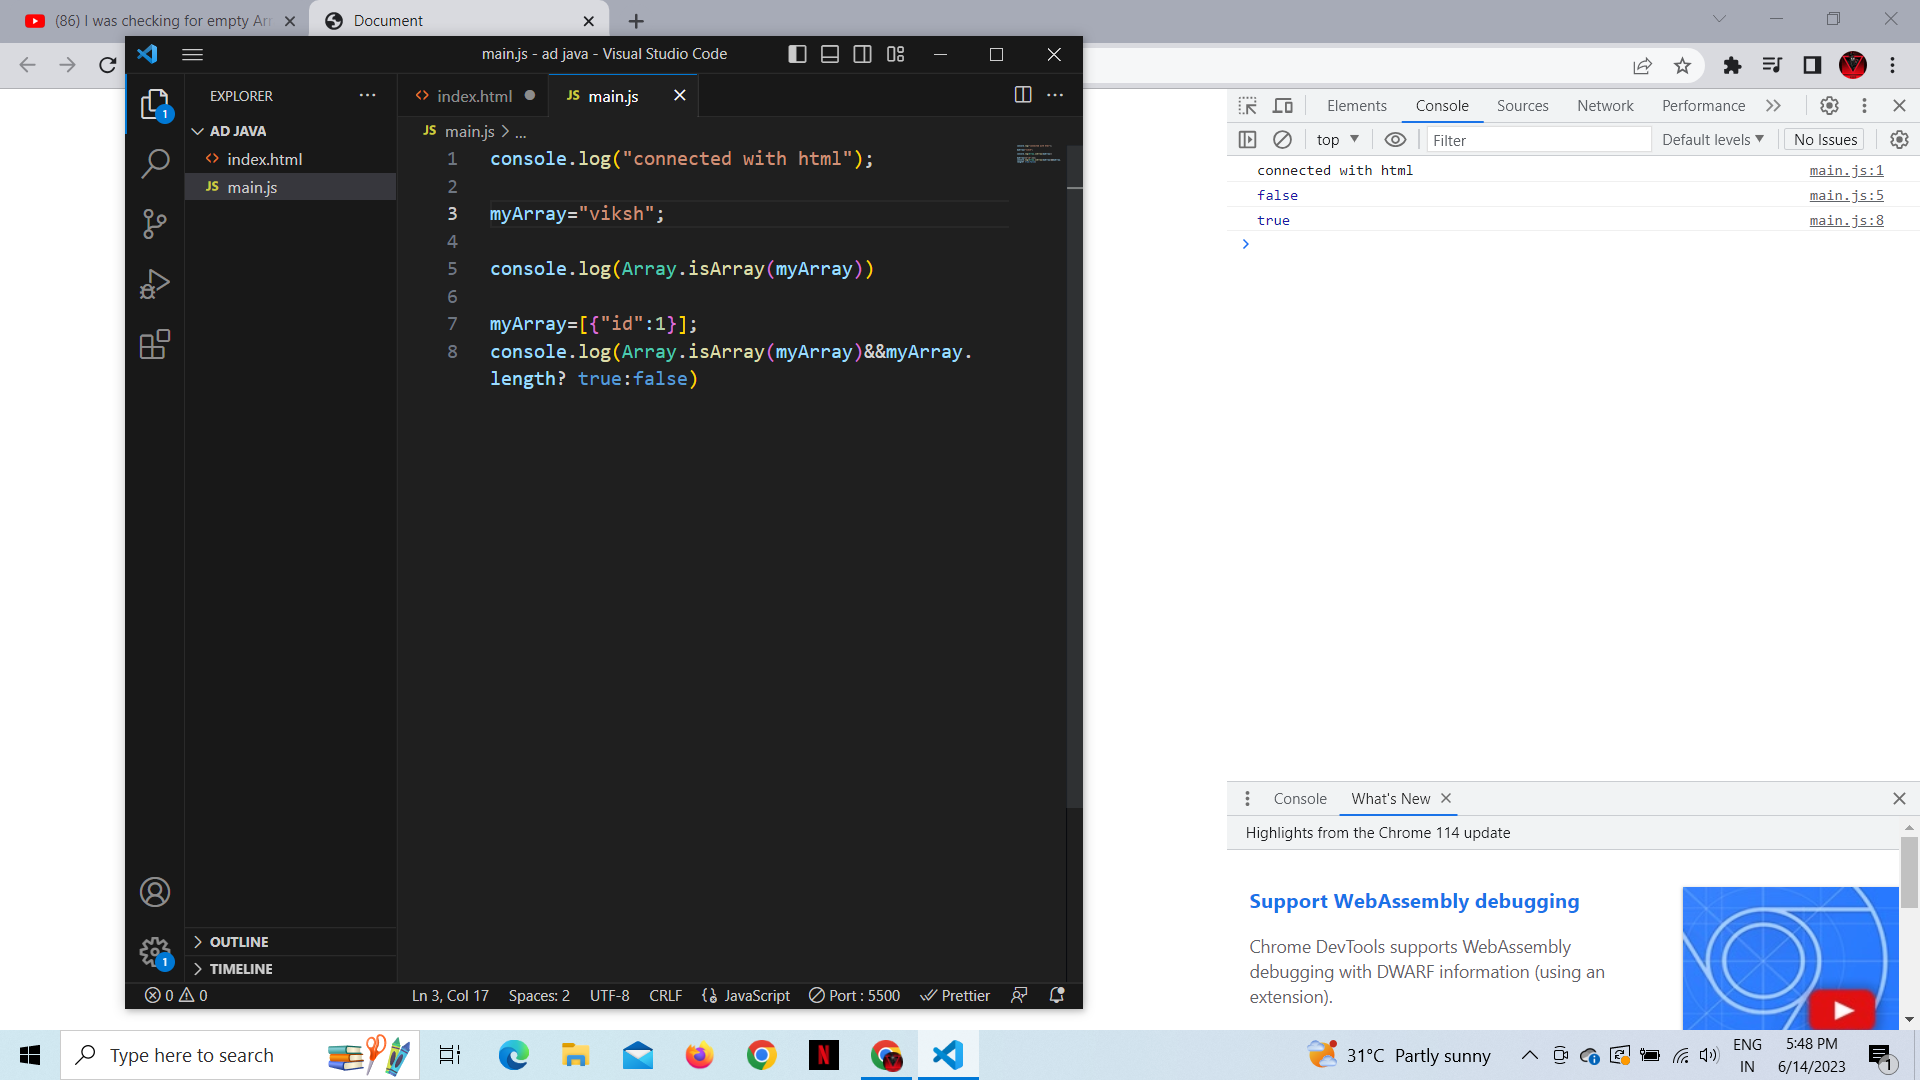 (86) I was checking for empty Arr
Document
main.js - ad java - Visual Studio Code
EXPLORER
AD JAVA
index.html
JS main.js
index.html
JS main.js
JS main.js > ...
1 console.log("connected with html");
2
3 myArray="viksh";
4
5 console.log(Array.isArray(myArray))
6
7 myArray=[{"id":1}];
8 console.log(Array.isArray(myArray)&&myArray.
length? true:false)
OUTLINE
TIMELINE
1
1
0 0
Ln 3, Col 17 Spaces: 2 UTF-8 CRLF JavaScript Port : 5500 Prettier
Elements Console Sources Network Performance
top Filter Default levels No Issues
connected with html main.js:1
false main.js:5
true main.js:8
Console What's New
Highlights from the Chrome 114 update
Support WebAssembly debugging
Chrome DevTools supports WebAssembly
debugging with DWARF information (using an
extension).
Type here to search
N
31°C Partly sunny
ENG
IN
5:48 PM
6/14/2023
1